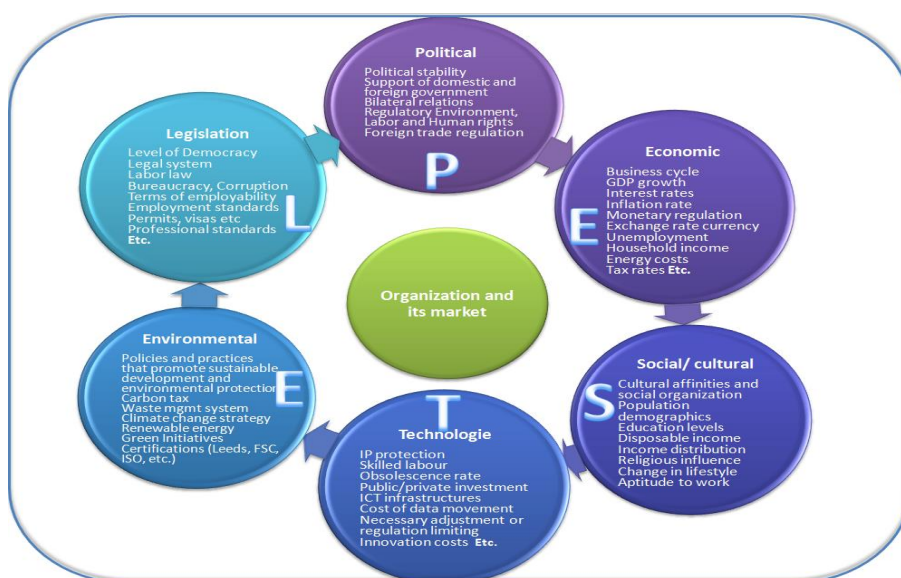 Political
Political stability
Support of domestic and
foreign government
Bilateral relations
Regulatory Environment,
Labor and Human rights
Foreign trade regulation
P
Economic
Business cycle
GDP growth
Interest rates
Inflation rate
Monetary regulation
Exchange rate currency
Unemployment
Household income
Energy costs
Tax rates Etc.
E
Social/ cultural
Cultural affinities and
social organization
Population
demographics
Education levels
Disposable income
Income distribution
Religious influence
Change in lifestyle
Aptitude to work
S
T
Technologie
IP protection
Skilled labour
Obsolescence rate
Public/private investment
ICT infrastructures
Cost of data movement
Necessary adjustment or
regulation limiting
Innovation costs Etc.
Environmental
Policies and practices
that promote sustainable
development and
environmental protection
Carbon tax
Waste mgmt system
Climate change strategy
Renewable energy
Green Initiatives
Certifications (Leeds, FSC,
ISO, etc.)
E
Legislation
Level of Democracy
Legal system
Labor law
Bureaucracy, Corruption
Terms of employability
Employment standards
Permits, visas etc
Professional standards
Etc.
L
Organization and
its market